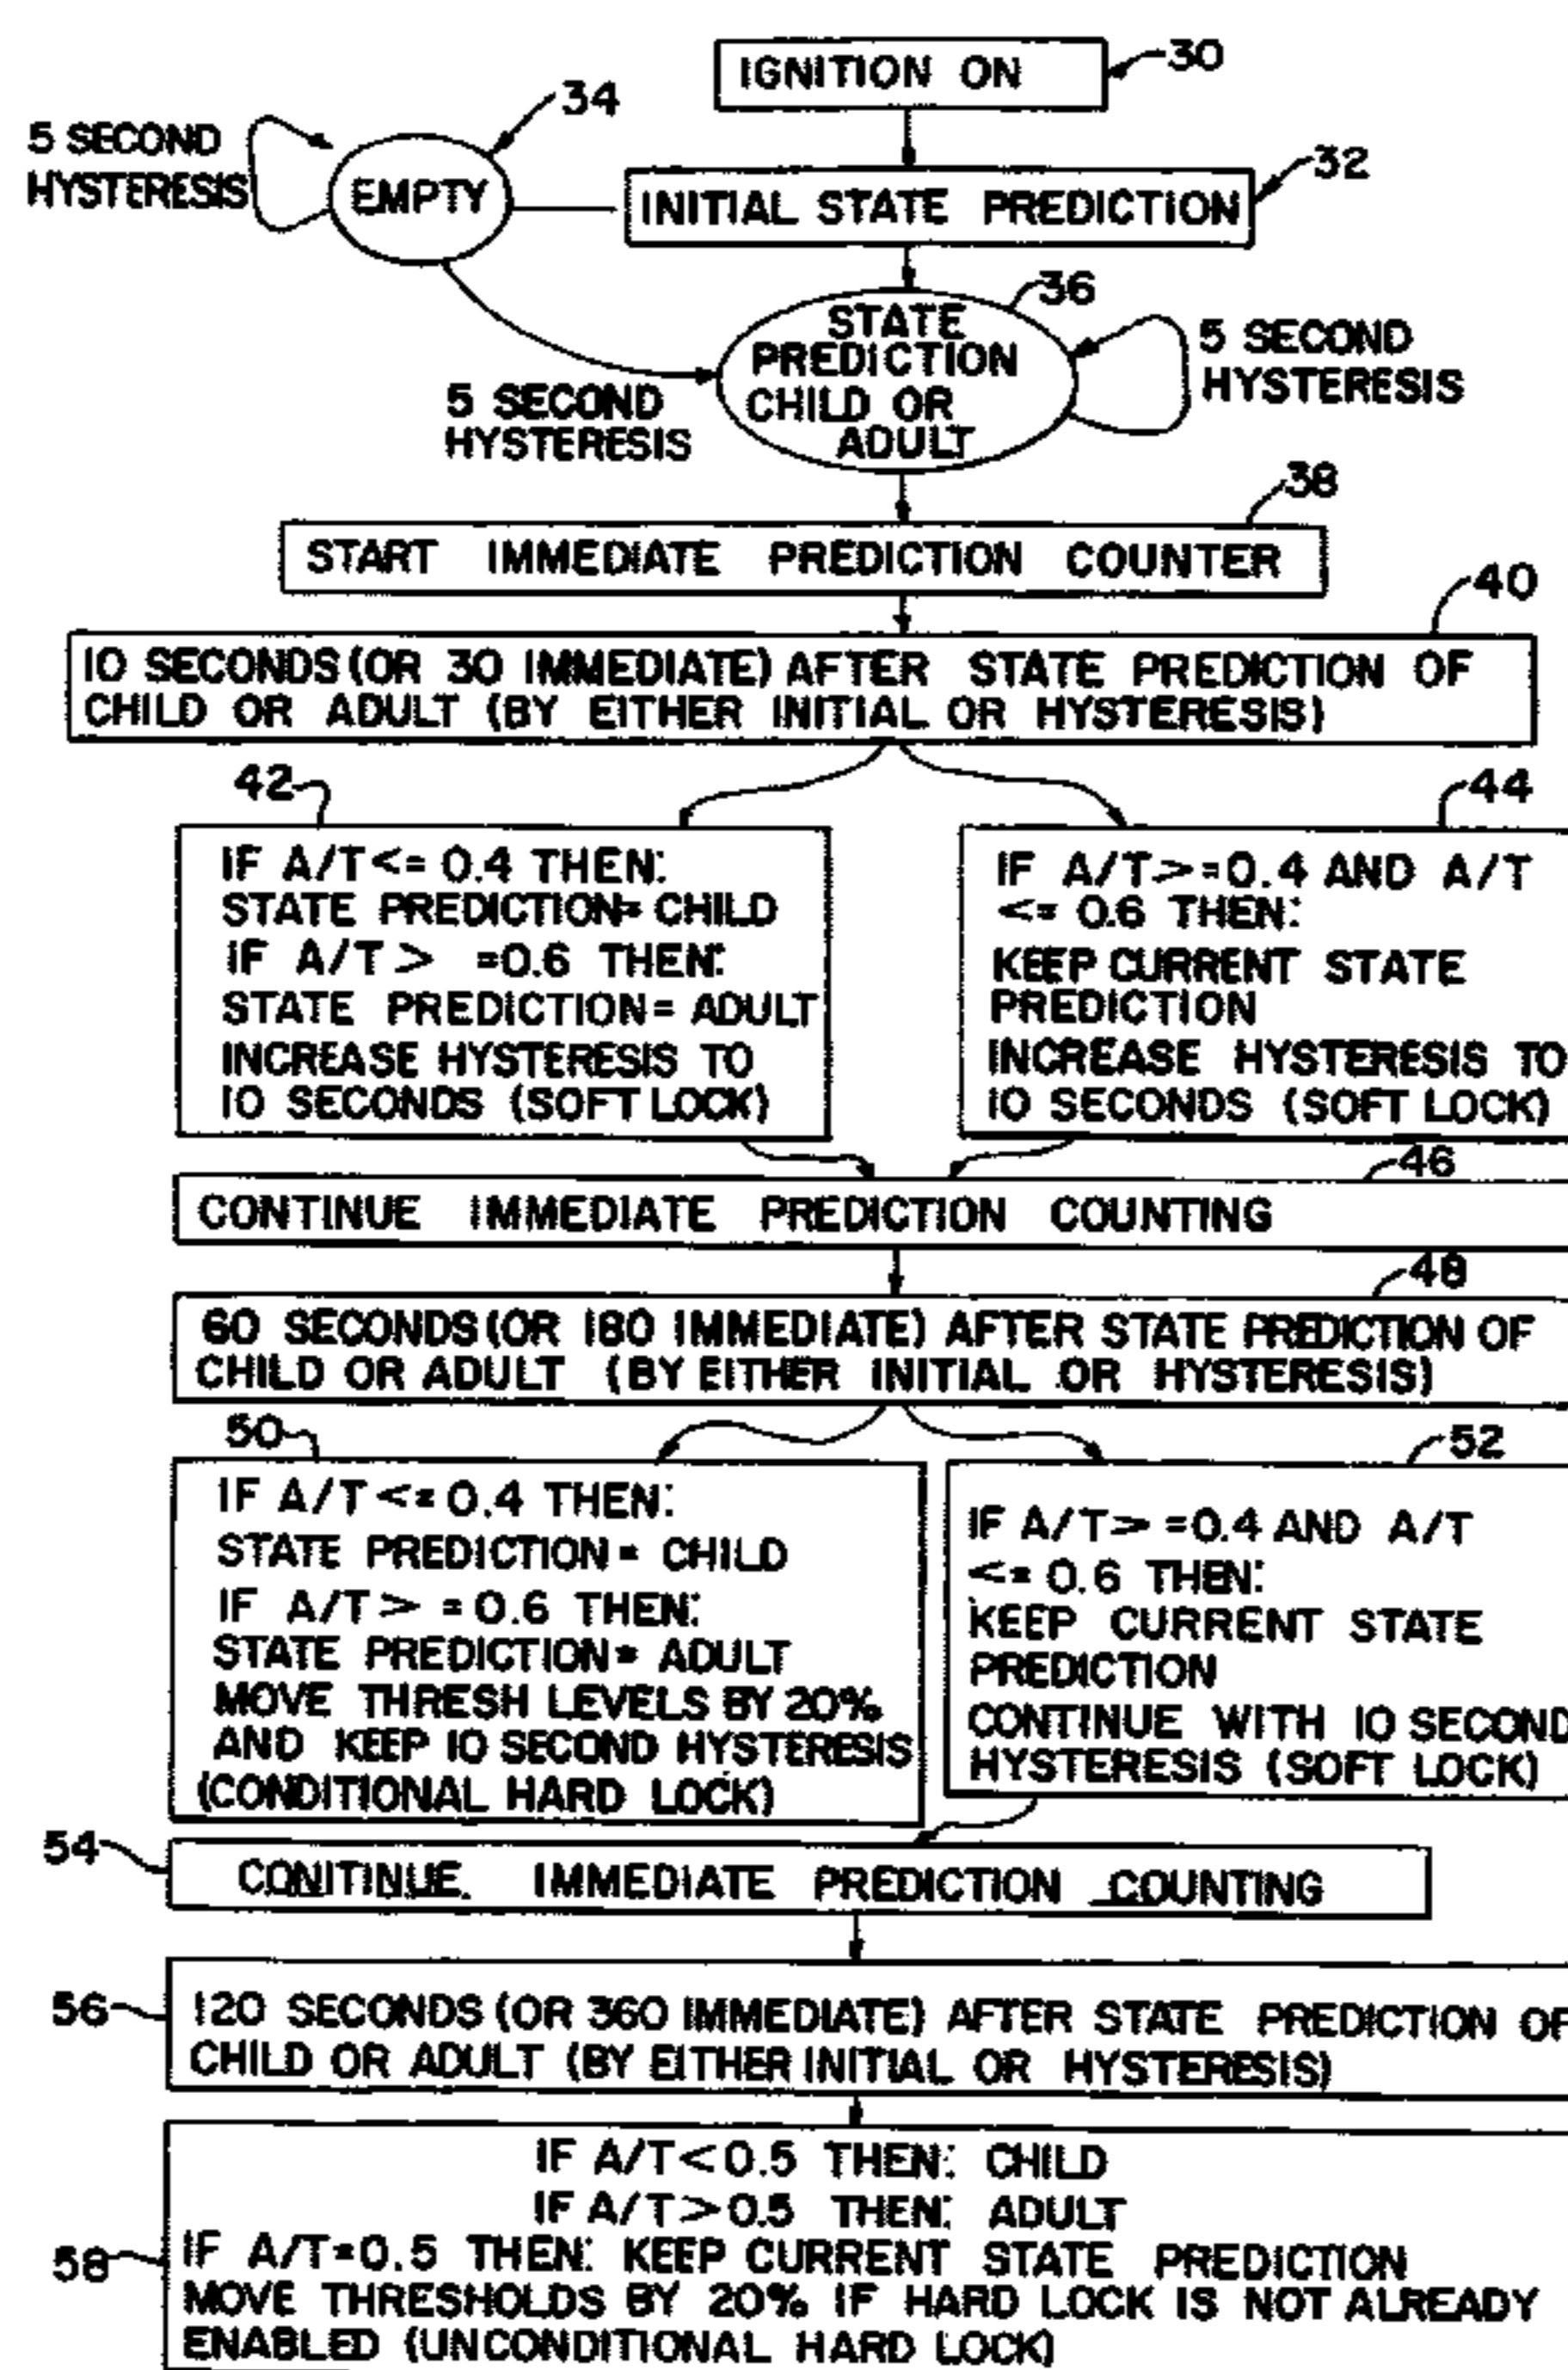 IGNITION ON
30
34
5 SECOND
HYSTERESIS
EMPTY
32
INITIAL STATE PREDICTION
36
STATE
PREDICTION
CHILD OR
ADULT
5 SECOND
HYSTERESIS
5 SECOND
HYSTERESIS
38
START IMMEDIATE PREDICTION COUNTER
40
10 SECONDS (OR 30 IMMEDIATE) AFTER STATE PREDICTION OF
CHILD OR ADULT (BY EITHER INITIAL OR HYSTERESIS)
42
IF A/T <= 0.4 THEN:
STATE PREDICTION= CHILD
IF A/T > =0.6 THEN:
STATE PREDICTION= ADULT
INCREASE HYSTERESIS TO
10 SECONDS (SOFT LOCK)
44
IF A/T>=0.4 AND A/T
<= 0.6 THEN:
KEEP CURRENT STATE
PREDICTION
INCREASE HYSTERESIS TO
10 SECONDS (SOFT LOCK)
46
CONTINUE IMMEDIATE PREDICTION COUNTING
48
60 SECONDS (OR 180 IMMEDIATE) AFTER STATE PREDICTION OF
CHILD OR ADULT (BY EITHER INITIAL OR HYSTERESIS)
50
IF A/T <= 0.4 THEN:
STATE PREDICTION = CHILD
IF A/T > = 0.6 THEN:
STATE PREDICTION = ADULT
MOVE THRESH LEVELS BY 20%
AND KEEP 10 SECOND HYSTERESIS
(CONDITIONAL HARD LOCK)
52
IF A/T> =0.4 AND A/T
<= 0.6 THEN:
KEEP CURRENT STATE
PREDICTION
CONTINUE WITH 10 SECOND
HYSTERESIS (SOFT LOCK)
54
CONITINUE. IMMEDIATE PREDICTION COUNTING
56
120 SECONDS (OR 360 IMMEDIATE) AFTER STATE PREDICTION OF
CHILD OR ADULT (BY EITHER INITIAL OR HYSTERESIS)
58
IF A/T<0.5 THEN: CHILD
IF A/T>0.5 THEN: ADULT
IF A/T=0.5 THEN: KEEP CURRENT STATE PREDICTION
MOVE THRESHOLDS BY 20% IF HARD LOCK IS NOT ALREADY
ENABLED (UNCONDITIONAL HARD LOCK)